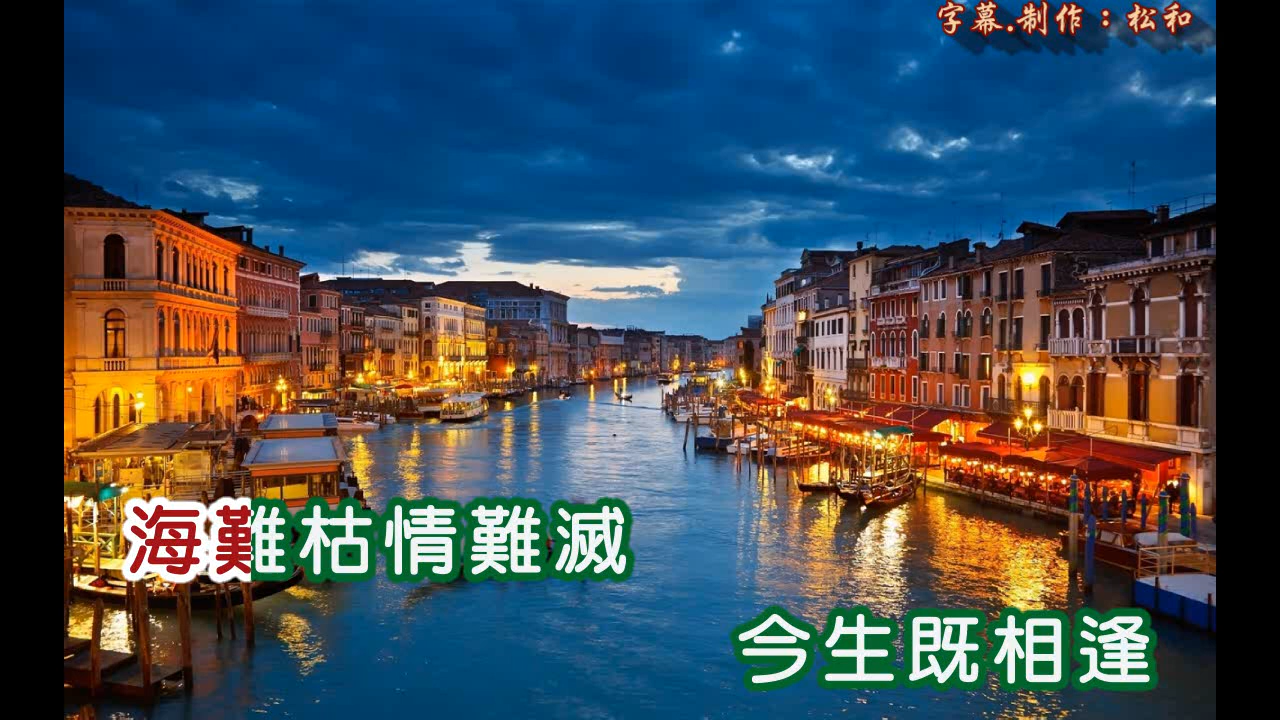 字幕.制作：松和
海難枯情難滅
今生既相逢